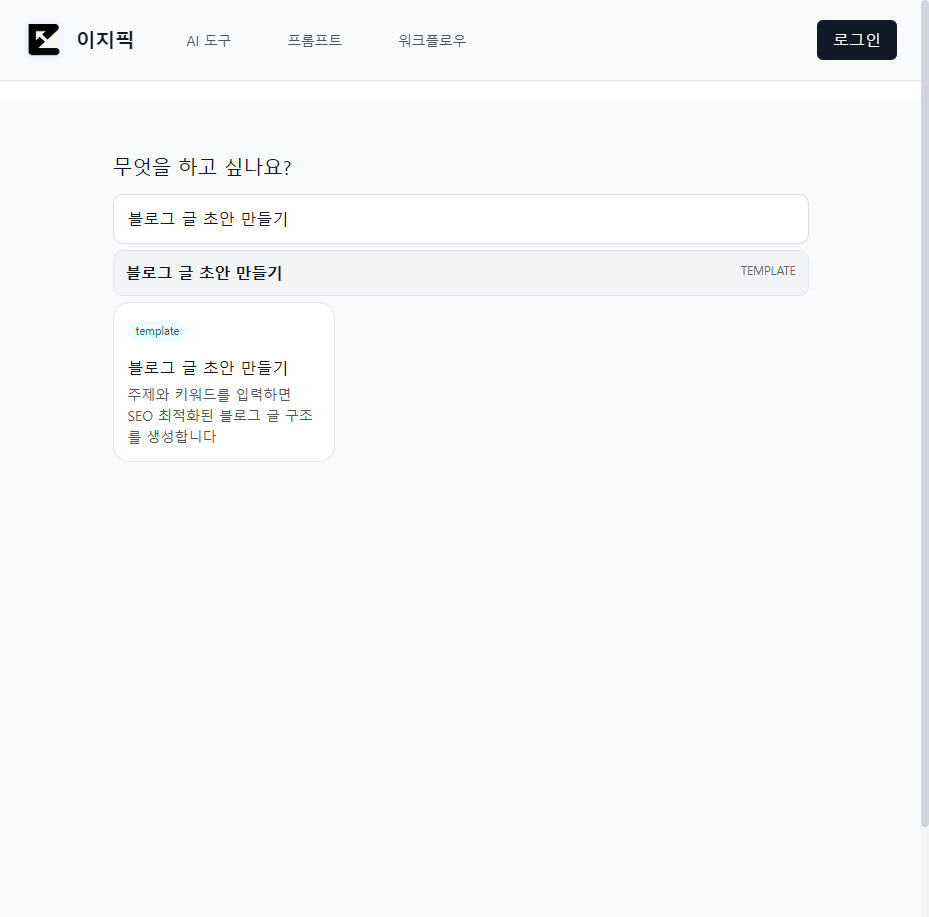 이지픽
AI 도구
프롬프트
워크플로우
로그인
무엇을 하고 싶나요?
블로그 글 초안 만들기
블로그 글 초안 만들기 TEMPLATE
template
블로그 글 초안 만들기
주제와 키워드를 입력하면
SEO 최적화된 블로그 글 구조
를 생성합니다